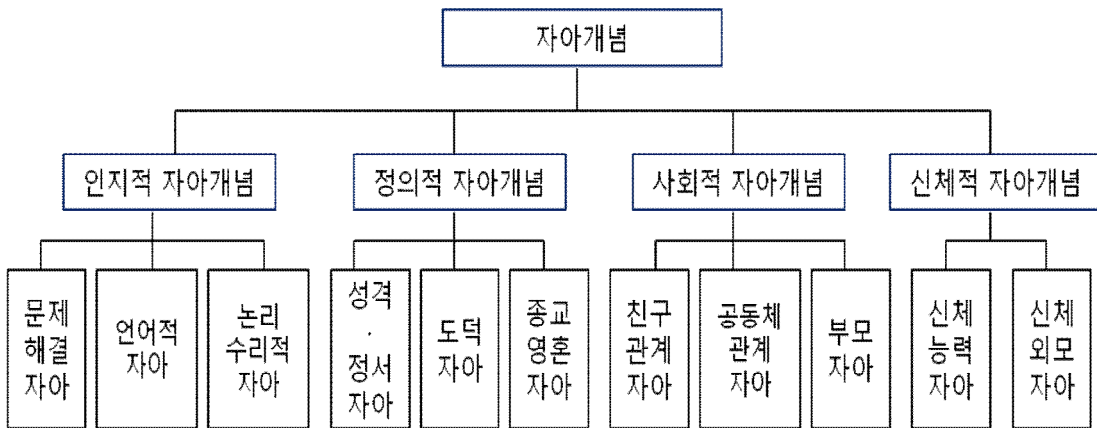 자아개념
인지적 자아개념
정의적 자아개념
사회적 자아개념
신체적 자아개념
문제
해결
자아
언어적
자아
논리
수리적
자아
성격
·
정서
자아
도덕
자아
종교
영혼
자아
친구
관계
자아
공동체
관계
자아
부모
자아
신체
능력
자아
신체
외모
자아